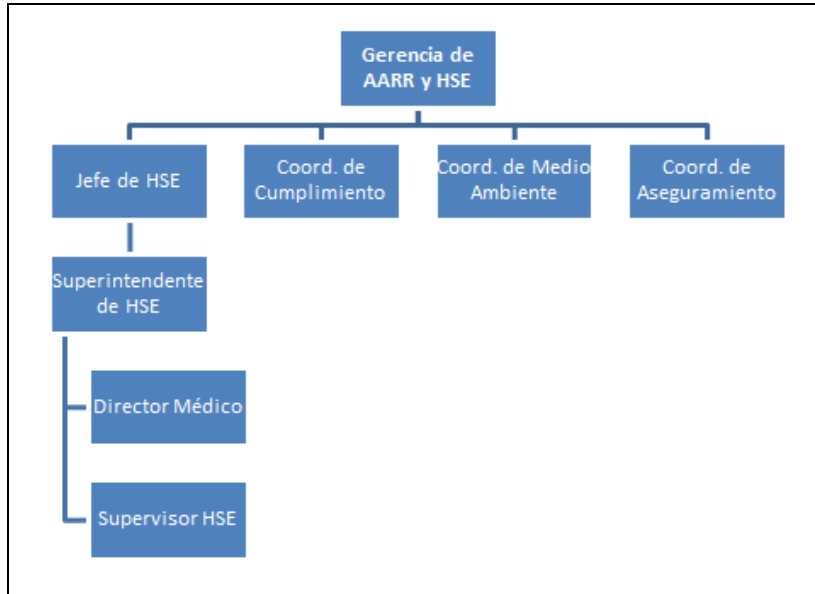 Gerencia de
AARR y HSE
Jefe de HSE
Coord. de
Cumplimiento
Coord. de Medio
Ambiente
Coord. de
Aseguramiento
Superintendente
de HSE
Director Médico
Supervisor HSE